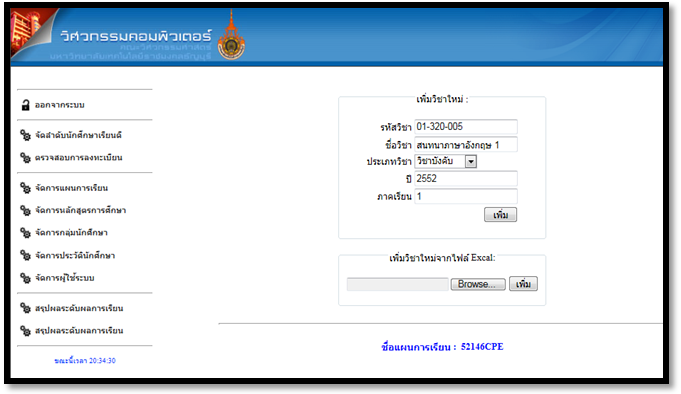 วิศวกรรมคอมพิวเตอร์
คณะวิศวกรรมศาสตร์
มหาวิทยาลัยเทคโนโลยีราชมงคลธัญบุรี
ออกจากระบบ
จัดลำดับนักศึกษาเรียนดี
ตรวจสอบการลงทะเบียน
จัดการแผนการเรียน
จัดการหลักสูตรการศึกษา
จัดการกลุ่มนักศึกษา
จัดการประวัตินักศึกษา
จัดการผู้ใช้ระบบ
สรุปผลระดับผลการเรียน
สรุปผลระดับผลการเรียน
ขณะนี้เวลา 20:34:30
เพิ่มวิชาใหม่ :
รหัสวิชา 01-320-005
ชื่อวิชา สนทนาภาษาอังกฤษ 1
ประเภทวิชา วิชาบังคับ
ปี 2552
ภาคเรียน 1
เพิ่ม
เพิ่มวิชาใหม่จากไฟล์ Excal:
Browse... เพิ่ม
ชื่อแผนการเรียน : 52146CPE